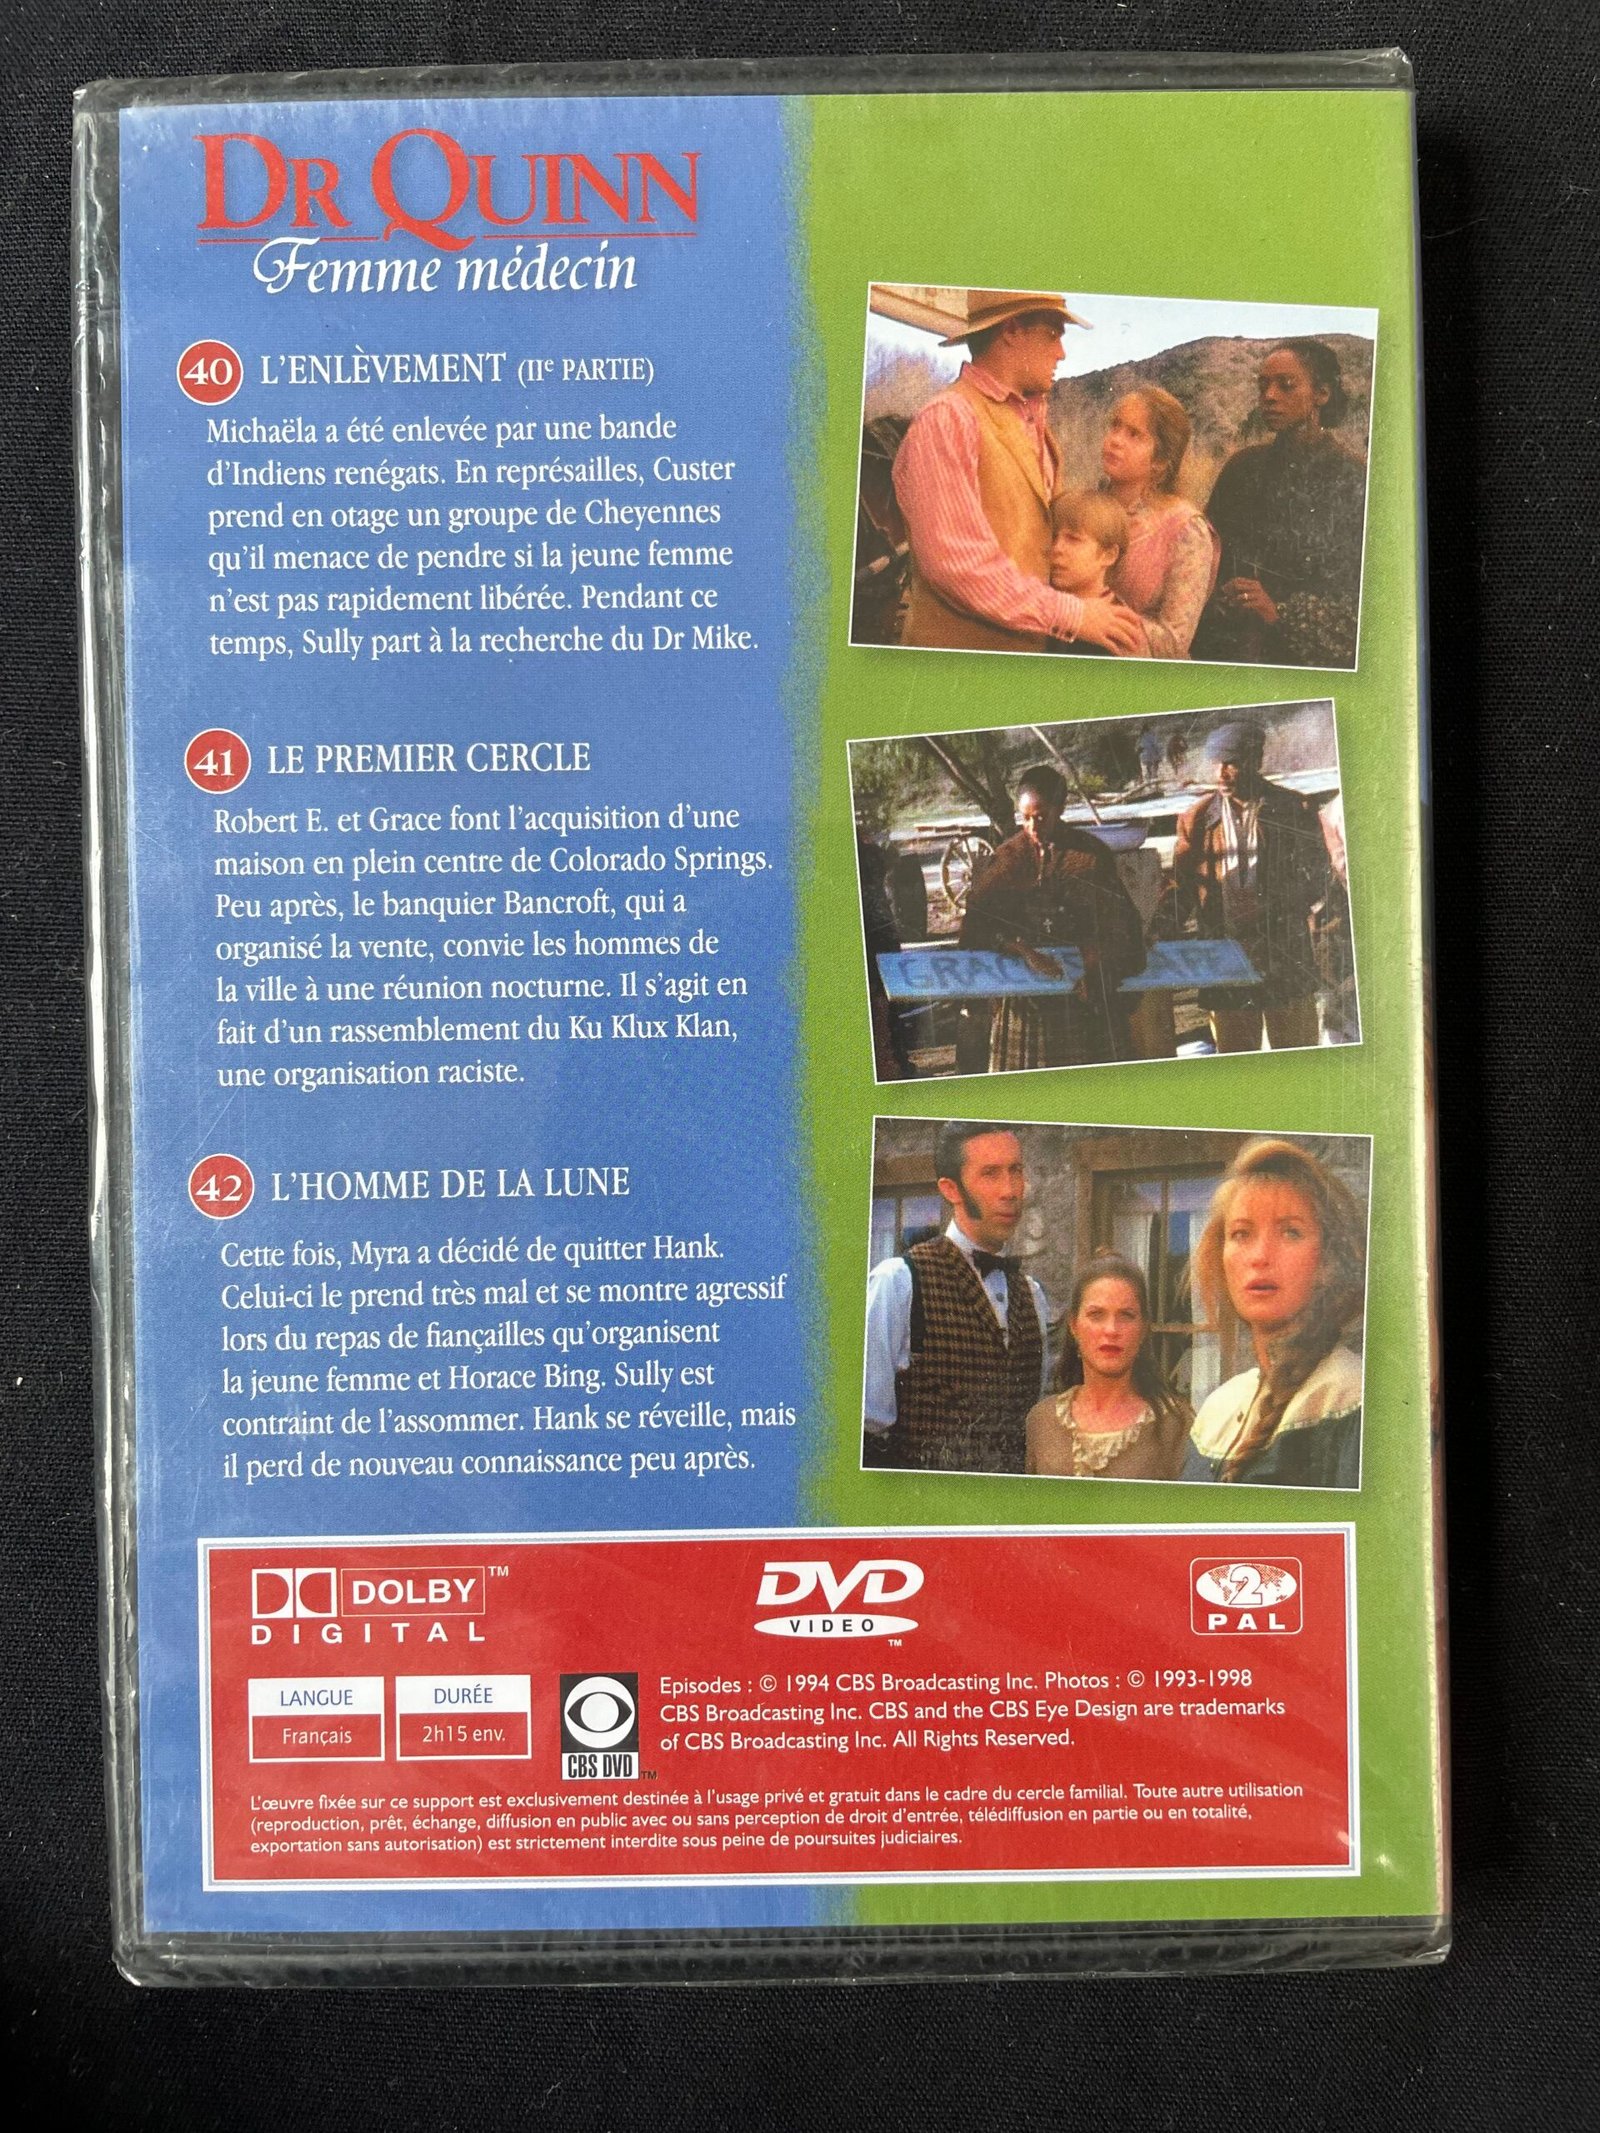 DR QUINN
Femme médecin
40 L'ENLÈVEMENT (IIe PARTIE)
Michaëla a été enlevée par une bande
d'Indiens renégats. En représailles, Custer
prend en otage un groupe de Cheyennes
qu'il menace de pendre si la jeune femme
n'est pas rapidement libérée. Pendant ce
temps, Sully part à la recherche du Dr Mike.
41 LE PREMIER CERCLE
Robert E. et Grace font l'acquisition d'une
maison en plein centre de Colorado Springs.
Peu après, le banquier Bancroft, qui a
organisé la vente, convie les hommes de
la ville à une réunion nocturne. Il s'agit en
fait d'un rassemblement du Ku Klux Klan,
une organisation raciste.
42 L'HOMME DE LA LUNE
Cette fois, Myra a décidé de quitter Hank.
Celui-ci le prend très mal et se montre agressif
lors du repas de fiançailles qu'organisent
la jeune femme et Horace Bing. Sully est
contraint de l'assommer. Hank se réveille, mais
il perd de nouveau connaissance peu après.
DOLBY™
DIGITAL
DVD
VIDEO
™
2
PAL
LANGUE
Français
DURÉE
2h15 env.
CBS DVD ™
Episodes : © 1994 CBS Broadcasting Inc. Photos : © 1993-1998
CBS Broadcasting Inc. CBS and the CBS Eye Design are trademarks
of CBS Broadcasting Inc. All Rights Reserved.
L'œuvre fixée sur ce support est exclusivement destinée à l'usage privé et gratuit dans le cadre du cercle familial. Toute autre utilisation
(reproduction, prêt, échange, diffusion en public avec ou sans perception de droit d'entrée, télédiffusion en partie ou en totalité,
exportation sans autorisation) est strictement interdite sous peine de poursuites judiciaires.